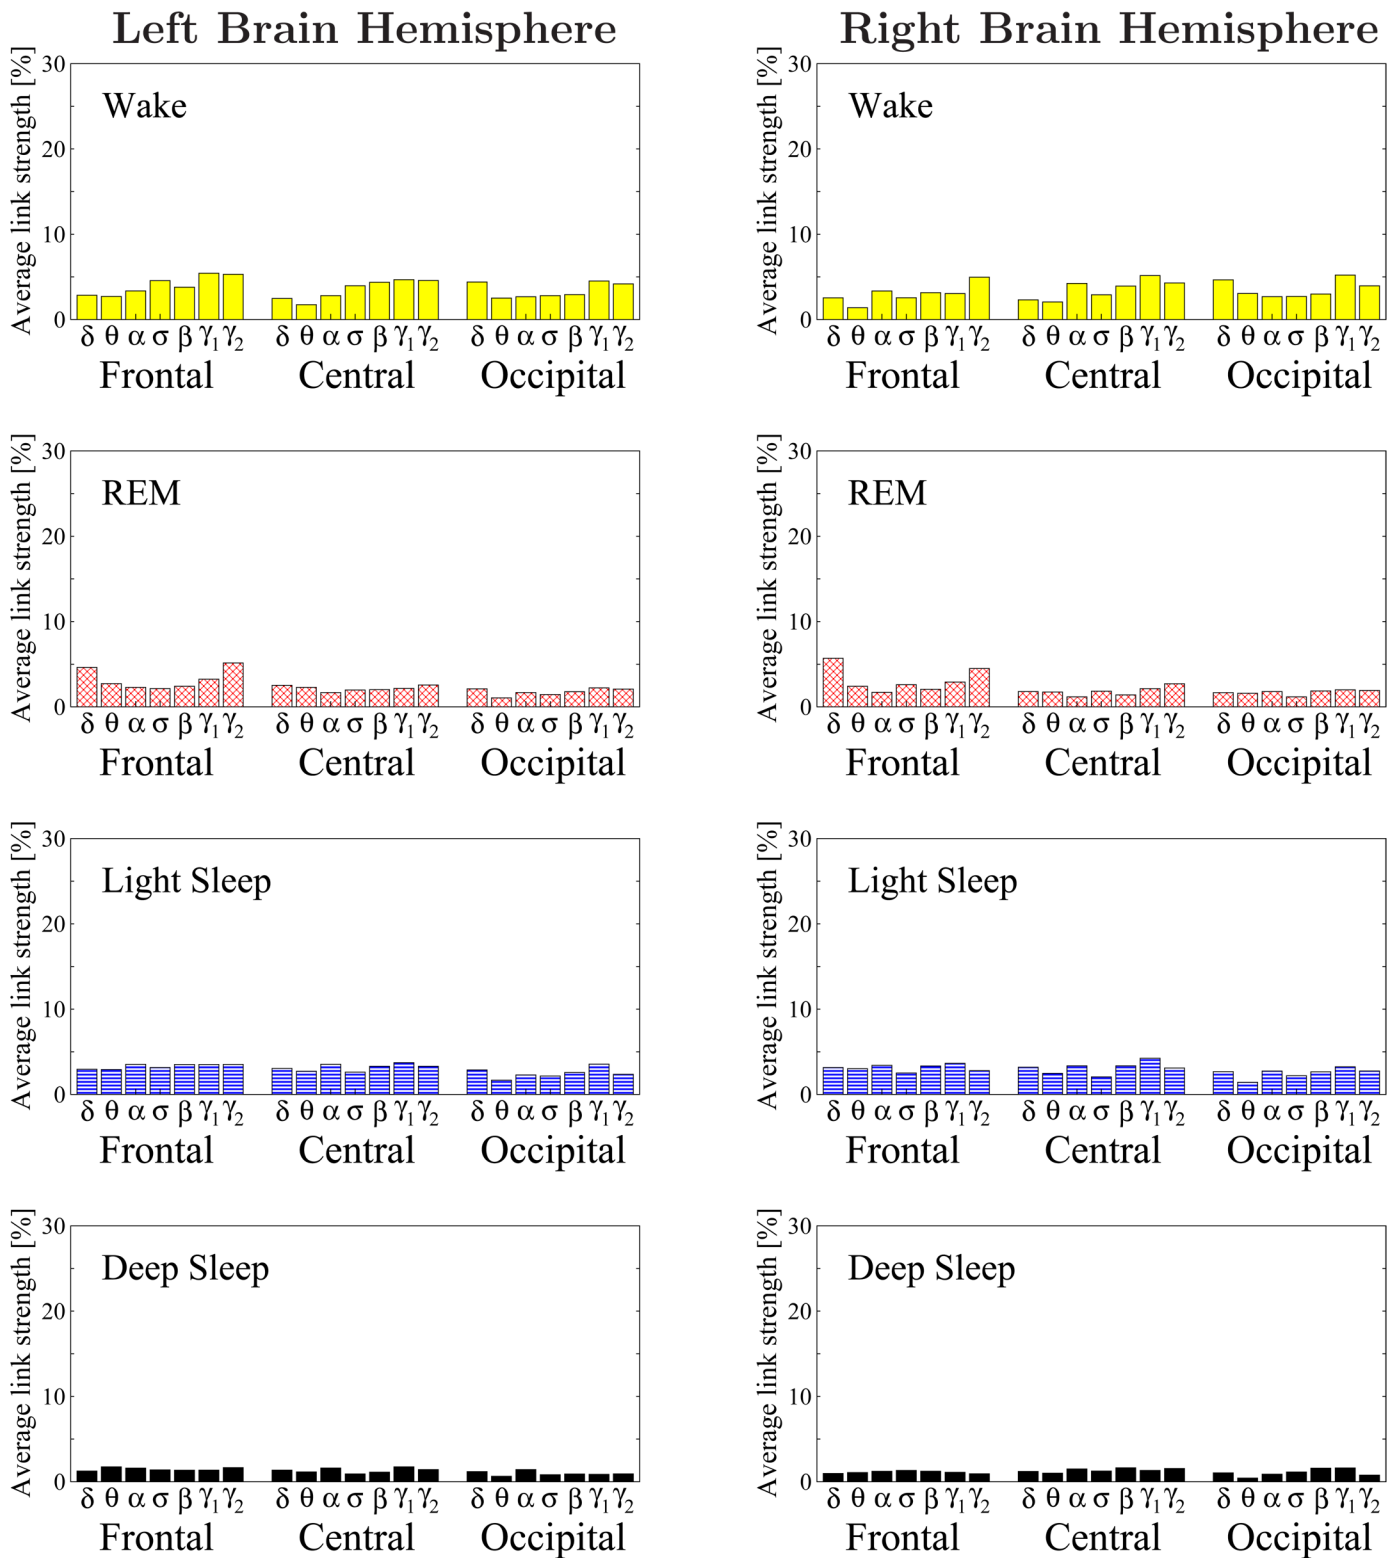 Left Brain Hemisphere
Right Brain Hemisphere
Average link strength [%]
30
20
10
0
Wake
δ θ α σ β γ1 γ2 δ θ α σ β γ1 γ2 δ θ α σ β γ1 γ2
Frontal Central Occipital
Average link strength [%]
30
20
10
0
Wake
δ θ α σ β γ1 γ2 δ θ α σ β γ1 γ2 δ θ α σ β γ1 γ2
Frontal Central Occipital
Average link strength [%]
30
20
10
0
REM
δ θ α σ β γ1 γ2 δ θ α σ β γ1 γ2 δ θ α σ β γ1 γ2
Frontal Central Occipital
Average link strength [%]
30
20
10
0
REM
δ θ α σ β γ1 γ2 δ θ α σ β γ1 γ2 δ θ α σ β γ1 γ2
Frontal Central Occipital
Average link strength [%]
30
20
10
0
Light Sleep
δ θ α σ β γ1 γ2 δ θ α σ β γ1 γ2 δ θ α σ β γ1 γ2
Frontal Central Occipital
Average link strength [%]
30
20
10
0
Light Sleep
δ θ α σ β γ1 γ2 δ θ α σ β γ1 γ2 δ θ α σ β γ1 γ2
Frontal Central Occipital
Average link strength [%]
30
20
10
0
Deep Sleep
δ θ α σ β γ1 γ2 δ θ α σ β γ1 γ2 δ θ α σ β γ1 γ2
Frontal Central Occipital
Average link strength [%]
30
20
10
0
Deep Sleep
δ θ α σ β γ1 γ2 δ θ α σ β γ1 γ2 δ θ α σ β γ1 γ2
Frontal Central Occipital